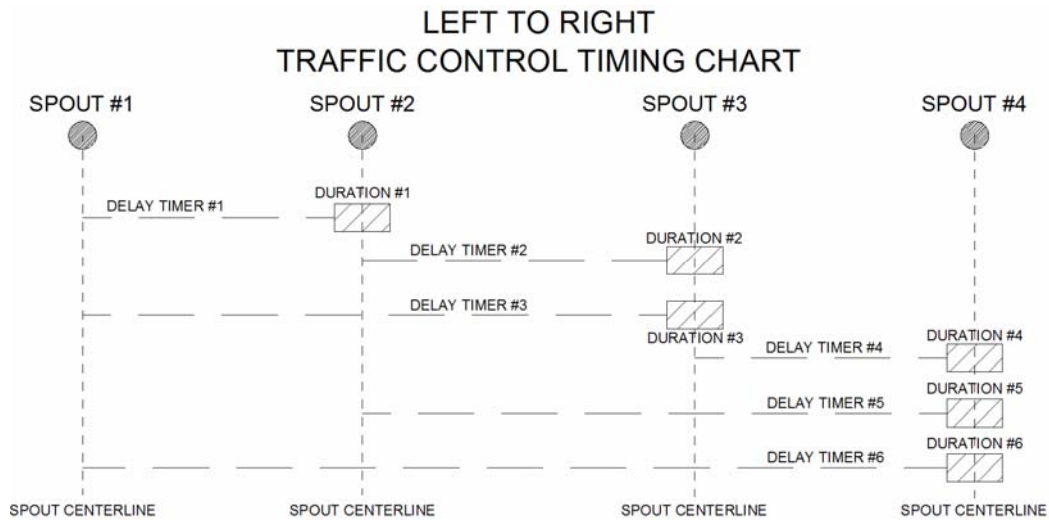 LEFT TO RIGHT
TRAFFIC CONTROL TIMING CHART
SPOUT #1
SPOUT #2
SPOUT #3
SPOUT #4
DURATION #1
DELAY TIMER #1
DURATION #2
DELAY TIMER #2
DELAY TIMER #3
DURATION #3
DURATION #4
DELAY TIMER #4
DURATION #5
DELAY TIMER #5
DURATION #6
DELAY TIMER #6
SPOUT CENTERLINE
SPOUT CENTERLINE
SPOUT CENTERLINE
SPOUT CENTERLINE